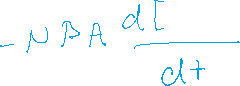 - NBA dI/dt